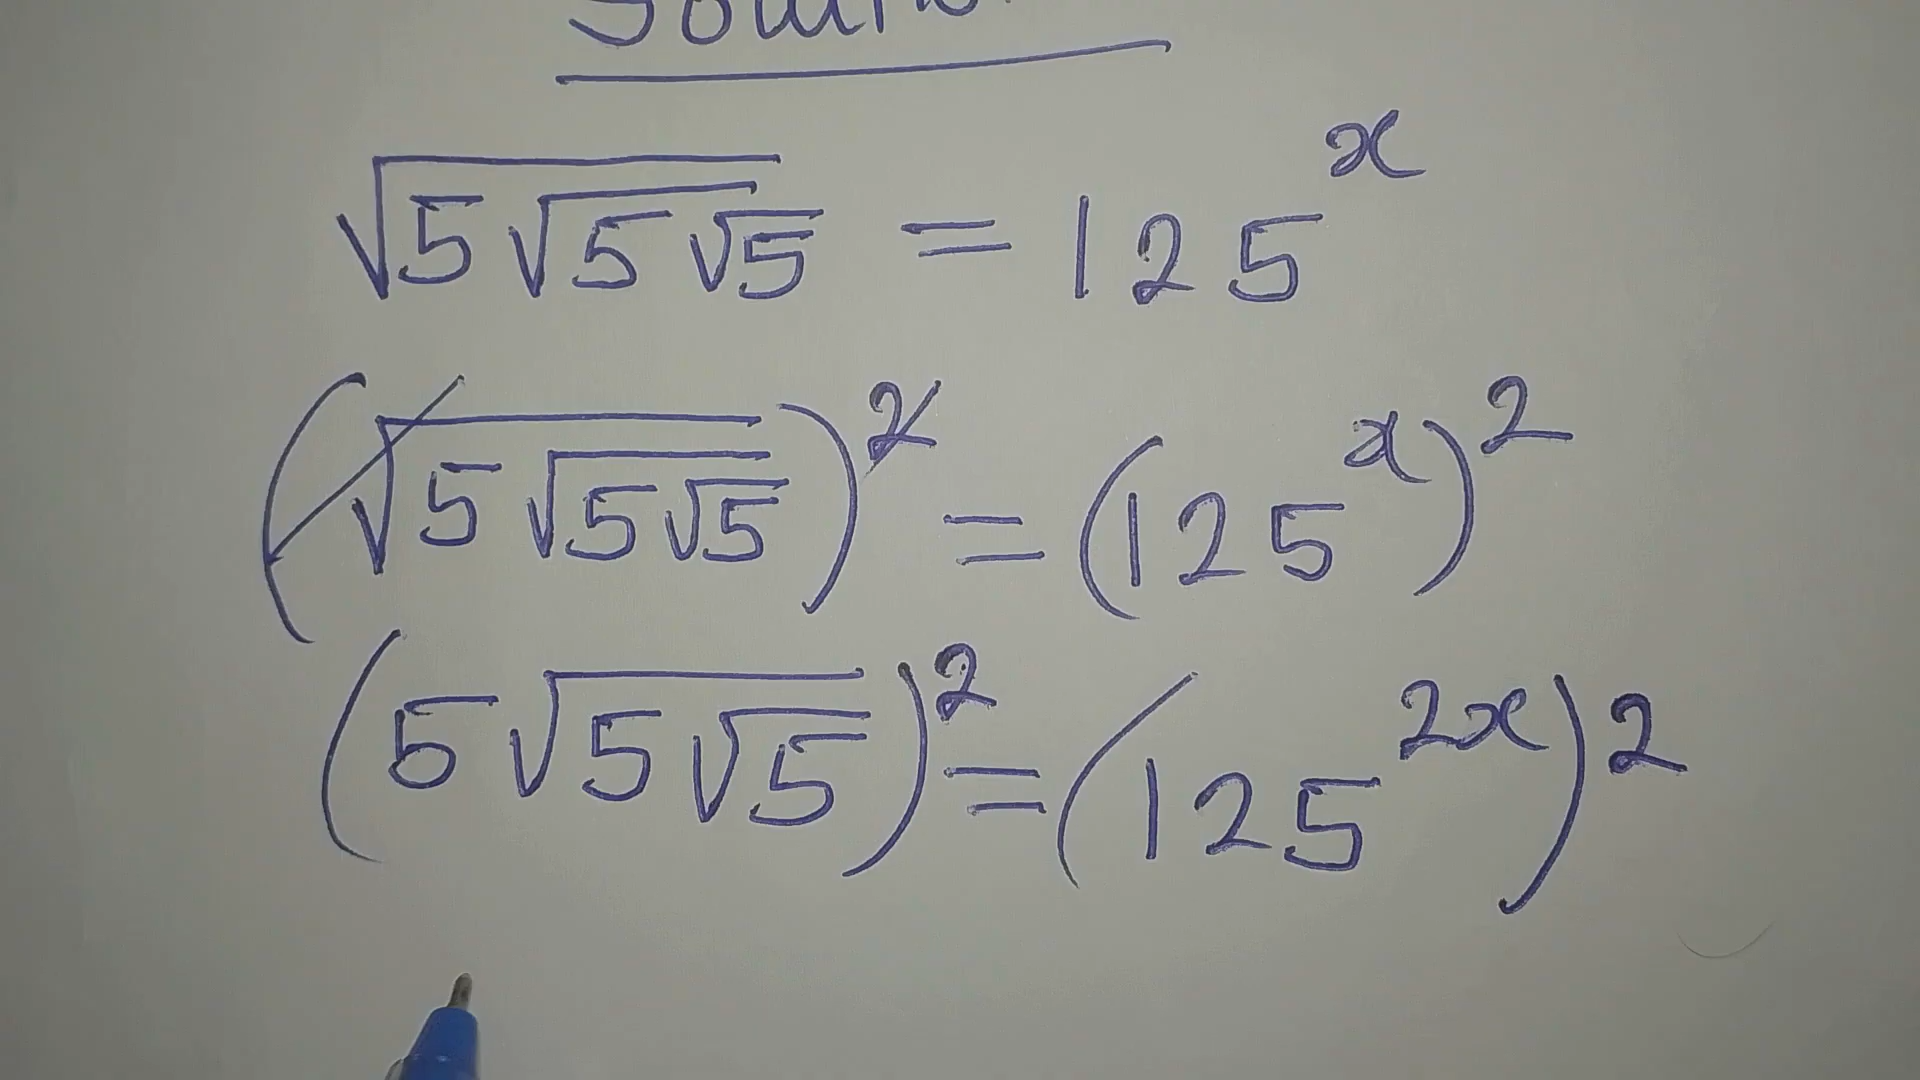 √(5√(5√5)) = 125^x
(√(5√(5√5)))^2 = (125^x)^2
(5√(5√5))^2 = (125^(2x))^2